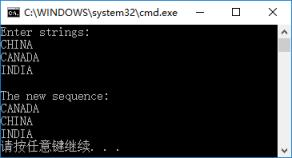 C:\WINDOWS\system32\cmd.exe
Enter strings:
CHINA
CANADA
INDIA
The new sequence:
CANADA
CHINA
INDIA
请按任意键继续. . .